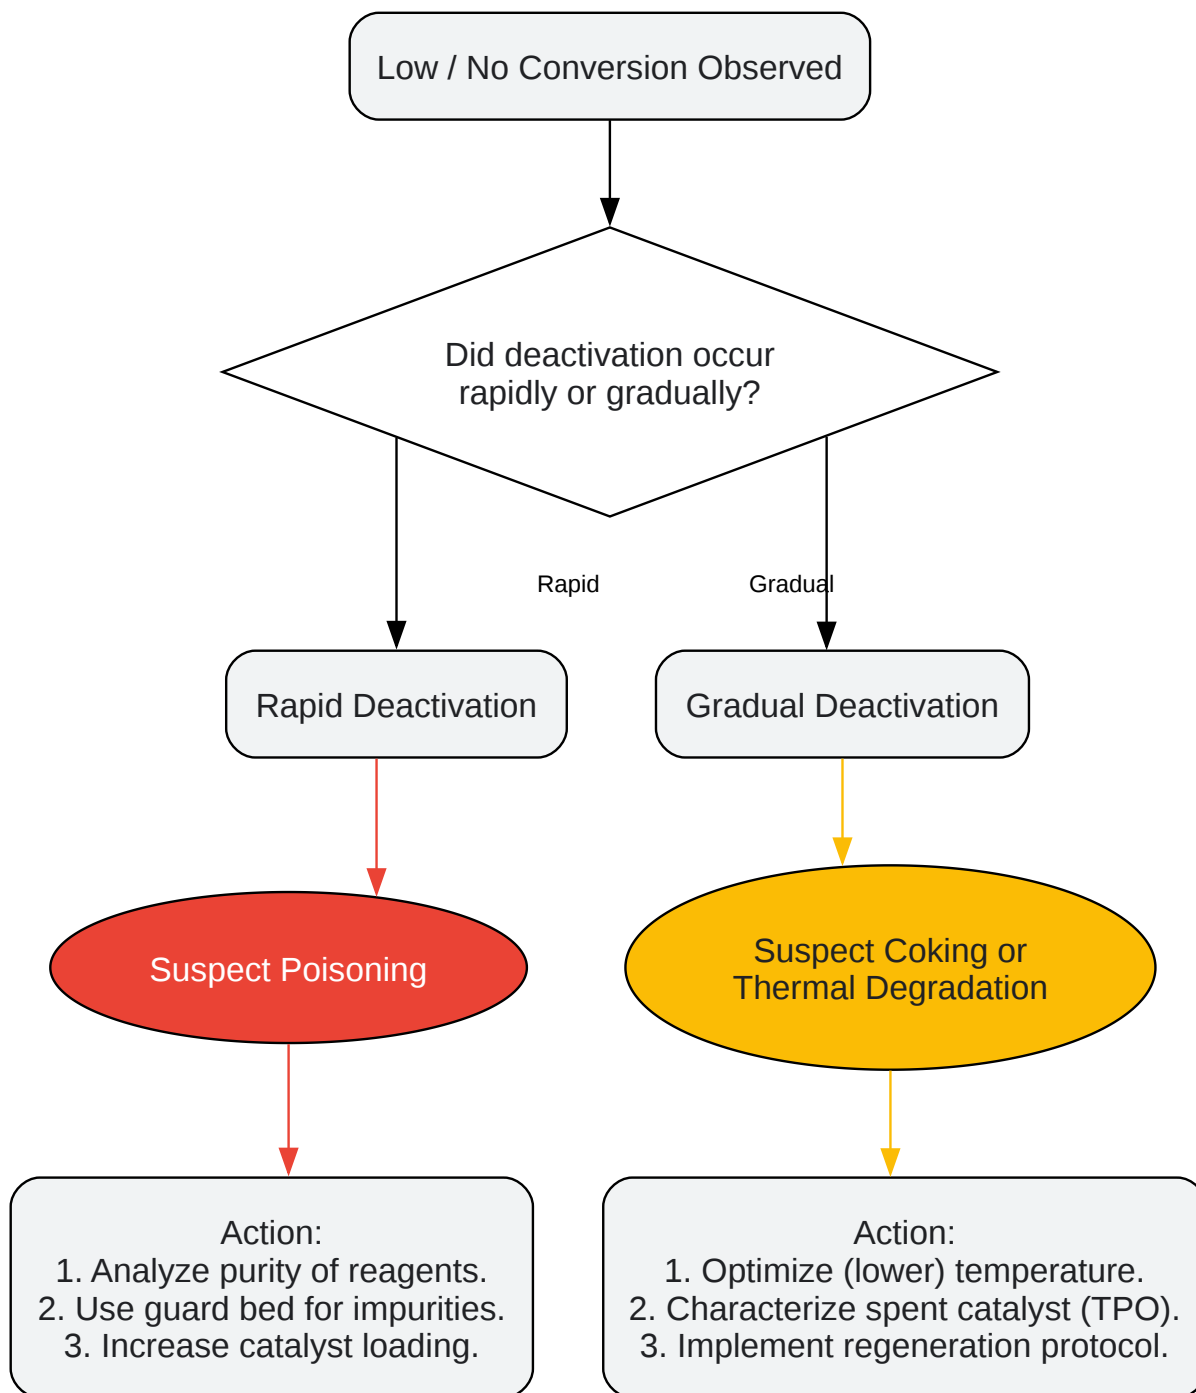 Low / No Conversion Observed
Did deactivation occur
rapidly or gradually?
Rapid
Gradual
Rapid Deactivation
Gradual Deactivation
Suspect Poisoning
Suspect Coking or
Thermal Degradation
Action:
1. Analyze purity of reagents.
2. Use guard bed for impurities.
3. Increase catalyst loading.
Action:
1. Optimize (lower) temperature.
2. Characterize spent catalyst (TPO).
3. Implement regeneration protocol.